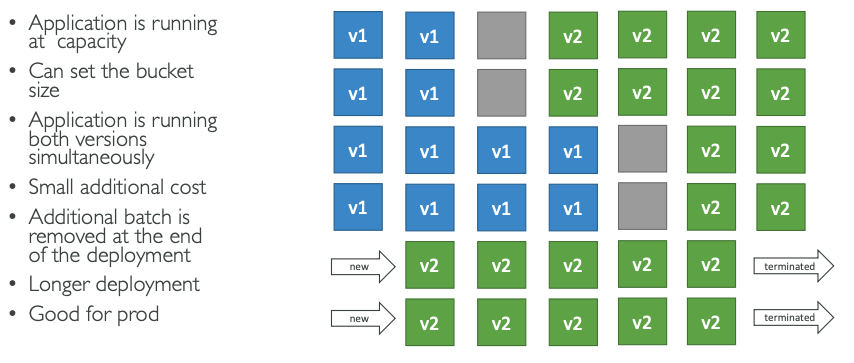 • Application is running
at  capacity
• Can set the bucket
size
• Application is running
both versions
simultaneously
• Small additional cost
• Additional batch is
removed at the end
of the deployment
• Longer deployment
• Good for prod
v1 v1 v2 v2 v2 v2
v1 v1 v2 v2 v2 v2
v1 v1 v1 v1 v2 v2
v1 v1 v1 v1 v2 v2
new v2 v2 v2 v2 v2 terminated
new v2 v2 v2 v2 v2 terminated